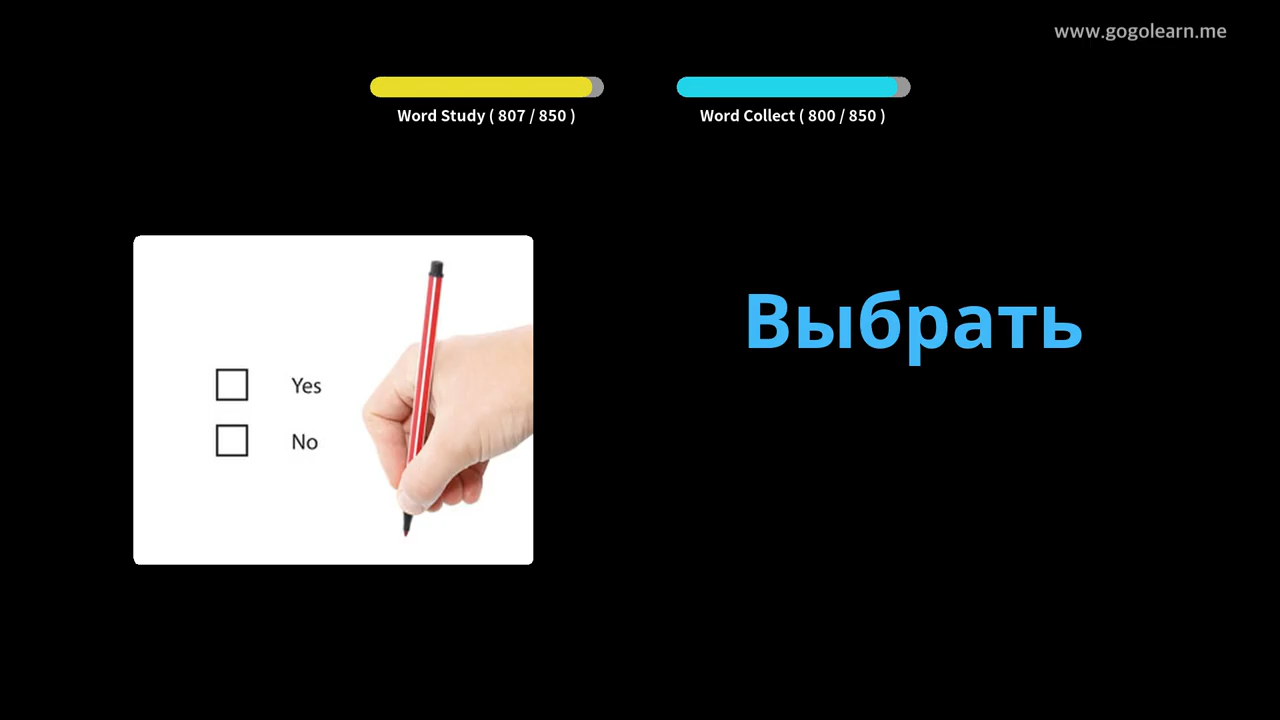 www.gogolearn.me
Word Study ( 807 / 850 )
Word Collect ( 800 / 850 )
Выбрать
Yes
No